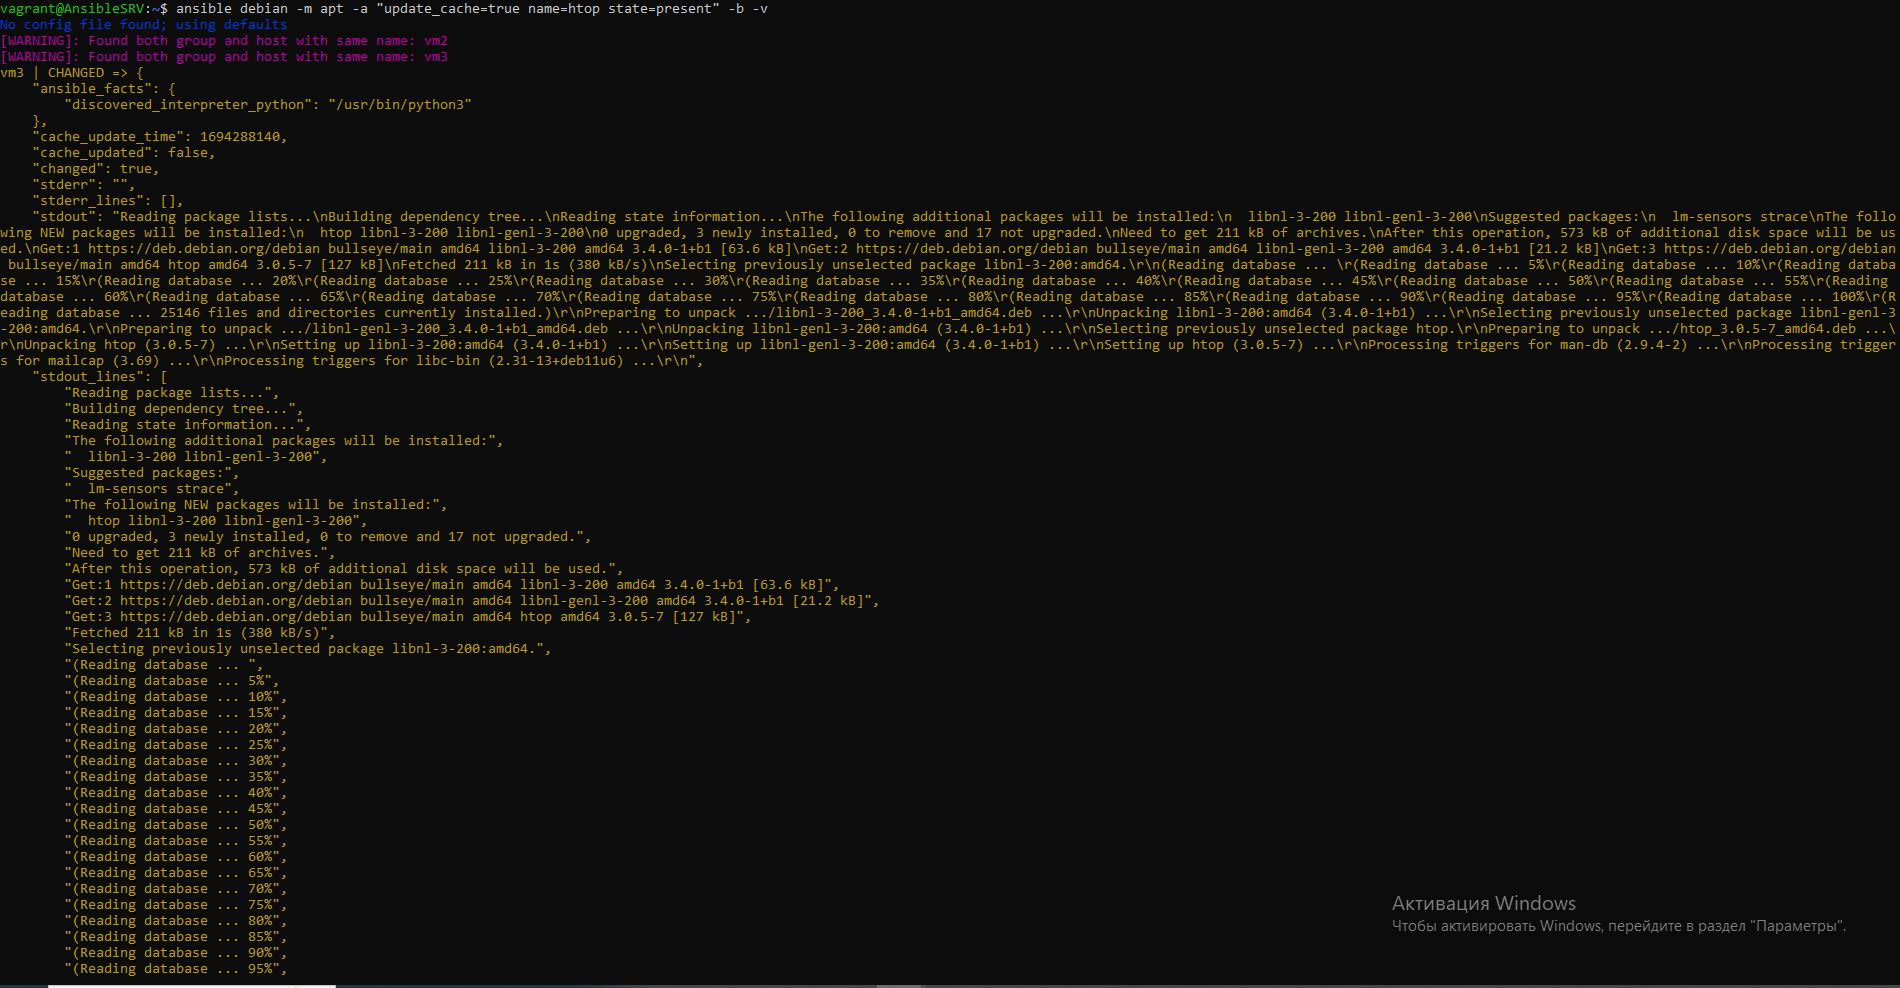 vagrant@AnsibleSRV:~$ ansible debian -m apt -a "update_cache=true name=htop state=present" -b -v
No config file found; using defaults
[WARNING]: Found both group and host with same name: vm2
[WARNING]: Found both group and host with same name: vm3
vm3 | CHANGED => {
    "ansible_facts": {
        "discovered_interpreter_python": "/usr/bin/python3"
    },
    "cache_update_time": 1694288140,
    "cache_updated": false,
    "changed": true,
    "stderr": "",
    "stderr_lines": [],
    "stdout": "Reading package lists...\nBuilding dependency tree...\nReading state information...\nThe following additional packages will be installed:\n  libnl-3-200 libnl-genl-3-200\nSuggested packages:\n  lm-sensors strace\nThe follo
wing NEW packages will be installed:\n  htop libnl-3-200 libnl-genl-3-200\n0 upgraded, 3 newly installed, 0 to remove and 17 not upgraded.\nNeed to get 211 kB of archives.\nAfter this operation, 573 kB of additional disk space will be us
ed.\nGet:1 https://deb.debian.org/debian bullseye/main amd64 libnl-3-200 amd64 3.4.0-1+b1 [63.6 kB]\nGet:2 https://deb.debian.org/debian bullseye/main amd64 libnl-genl-3-200 amd64 3.4.0-1+b1 [21.2 kB]\nGet:3 https://deb.debian.org/debian
 bullseye/main amd64 htop amd64 3.0.5-7 [127 kB]\nFetched 211 kB in 1s (380 kB/s)\nSelecting previously unselected package libnl-3-200:amd64.\r\n(Reading database ... \r(Reading database ... 5%\r(Reading database ... 10%\r(Reading databa
se ... 15%\r(Reading database ... 20%\r(Reading database ... 25%\r(Reading database ... 30%\r(Reading database ... 35%\r(Reading database ... 40%\r(Reading database ... 45%\r(Reading database ... 50%\r(Reading database ... 55%\r(Reading 
database ... 60%\r(Reading database ... 65%\r(Reading database ... 70%\r(Reading database ... 75%\r(Reading database ... 80%\r(Reading database ... 85%\r(Reading database ... 90%\r(Reading database ... 95%\r(Reading database ... 100%\r(R
eading database ... 25146 files and directories currently installed.)\r\nPreparing to unpack .../libnl-3-200_3.4.0-1+b1_amd64.deb ...\r\nUnpacking libnl-3-200:amd64 (3.4.0-1+b1) ...\r\nSelecting previously unselected package libnl-genl-3
-200:amd64.\r\nPreparing to unpack .../libnl-genl-3-200_3.4.0-1+b1_amd64.deb ...\r\nUnpacking libnl-genl-3-200:amd64 (3.4.0-1+b1) ...\r\nSelecting previously unselected package htop.\r\nPreparing to unpack .../htop_3.0.5-7_amd64.deb ...\
r\nUnpacking htop (3.0.5-7) ...\r\nSetting up libnl-3-200:amd64 (3.4.0-1+b1) ...\r\nSetting up libnl-genl-3-200:amd64 (3.4.0-1+b1) ...\r\nSetting up htop (3.0.5-7) ...\r\nProcessing triggers for man-db (2.9.4-2) ...\r\nProcessing trigger
s for mailcap (3.69) ...\r\nProcessing triggers for libc-bin (2.31-13+deb11u6) ...\r\n",
    "stdout_lines": [
        "Reading package lists...",
        "Building dependency tree...",
        "Reading state information...",
        "The following additional packages will be installed:",
        "  libnl-3-200 libnl-genl-3-200",
        "Suggested packages:",
        "  lm-sensors strace",
        "The following NEW packages will be installed:",
        "  htop libnl-3-200 libnl-genl-3-200",
        "0 upgraded, 3 newly installed, 0 to remove and 17 not upgraded.",
        "Need to get 211 kB of archives.",
        "After this operation, 573 kB of additional disk space will be used.",
        "Get:1 https://deb.debian.org/debian bullseye/main amd64 libnl-3-200 amd64 3.4.0-1+b1 [63.6 kB]",
        "Get:2 https://deb.debian.org/debian bullseye/main amd64 libnl-genl-3-200 amd64 3.4.0-1+b1 [21.2 kB]",
        "Get:3 https://deb.debian.org/debian bullseye/main amd64 htop amd64 3.0.5-7 [127 kB]",
        "Fetched 211 kB in 1s (380 kB/s)",
        "Selecting previously unselected package libnl-3-200:amd64.",
        "(Reading database ... ",
        "(Reading database ... 5%",
        "(Reading database ... 10%",
        "(Reading database ... 15%",
        "(Reading database ... 20%",
        "(Reading database ... 25%",
        "(Reading database ... 30%",
        "(Reading database ... 35%",
        "(Reading database ... 40%",
        "(Reading database ... 45%",
        "(Reading database ... 50%",
        "(Reading database ... 55%",
        "(Reading database ... 60%",
        "(Reading database ... 65%",
        "(Reading database ... 70%",
        "(Reading database ... 75%",
        "(Reading database ... 80%",
        "(Reading database ... 85%",
        "(Reading database ... 90%",
        "(Reading database ... 95%",
Активация Windows
Чтобы активировать Windows, перейдите в раздел "Параметры".